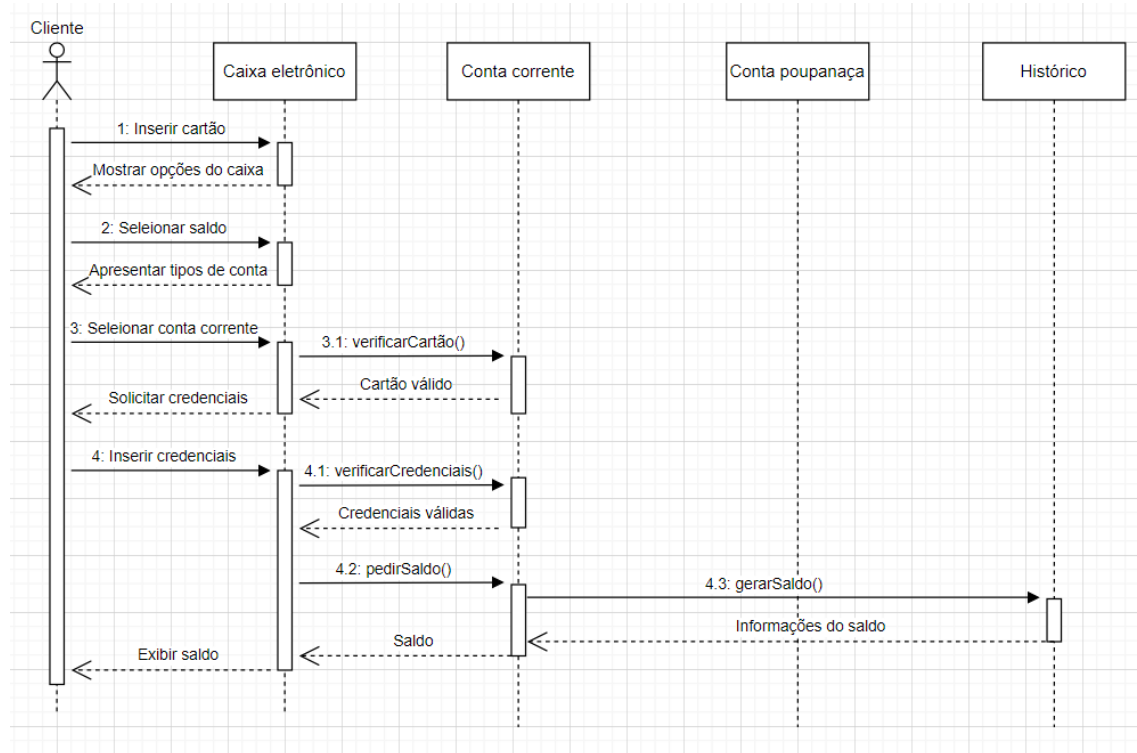 Cliente
Caixa eletrônico
Conta corrente
Conta poupanaça
Histórico
1: Inserir cartão
Mostrar opções do caixa
2: Seleionar saldo
Apresentar tipos de conta
3: Seleionar conta corrente
3.1: verificarCartão()
Cartão válido
Solicitar credenciais
4: Inserir credenciais
4.1: verificarCredenciais()
Credenciais válidas
4.2: pedirSaldo()
4.3: gerarSaldo()
Informações do saldo
Saldo
Exibir saldo